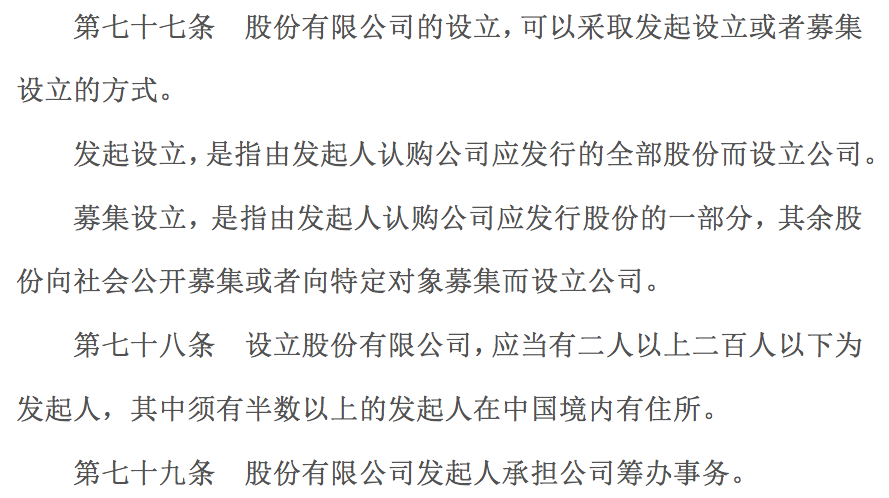 第七十七条　股份有限公司的设立，可以采取发起设立或者募集
设立的方式。
发起设立，是指由发起人认购公司应发行的全部股份而设立公司。
募集设立，是指由发起人认购公司应发行股份的一部分，其余股
份向社会公开募集或者向特定对象募集而设立公司。
第七十八条　设立股份有限公司，应当有二人以上二百人以下为
发起人，其中须有半数以上的发起人在中国境内有住所。
第七十九条　股份有限公司发起人承担公司筹办事务。